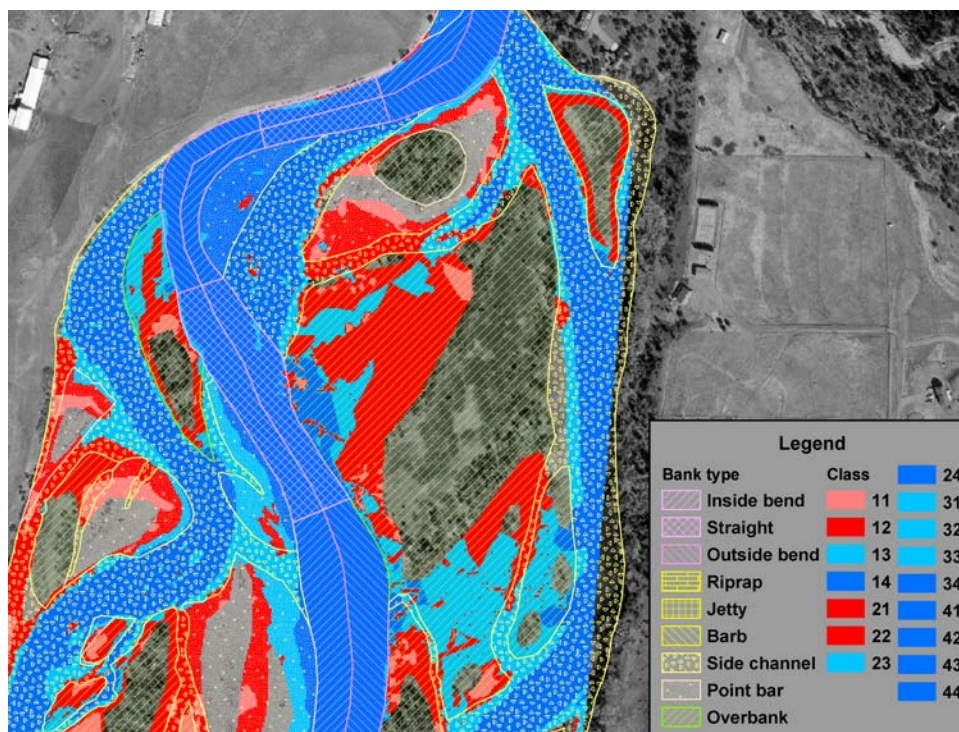 Legend
Bank type
Class
Inside bend
Straight
Outside bend
Riprap
Jetty
Barb
Side channel
Point bar
Overbank
11
12
13
14
21
22
23
24
31
32
33
34
41
42
43
44